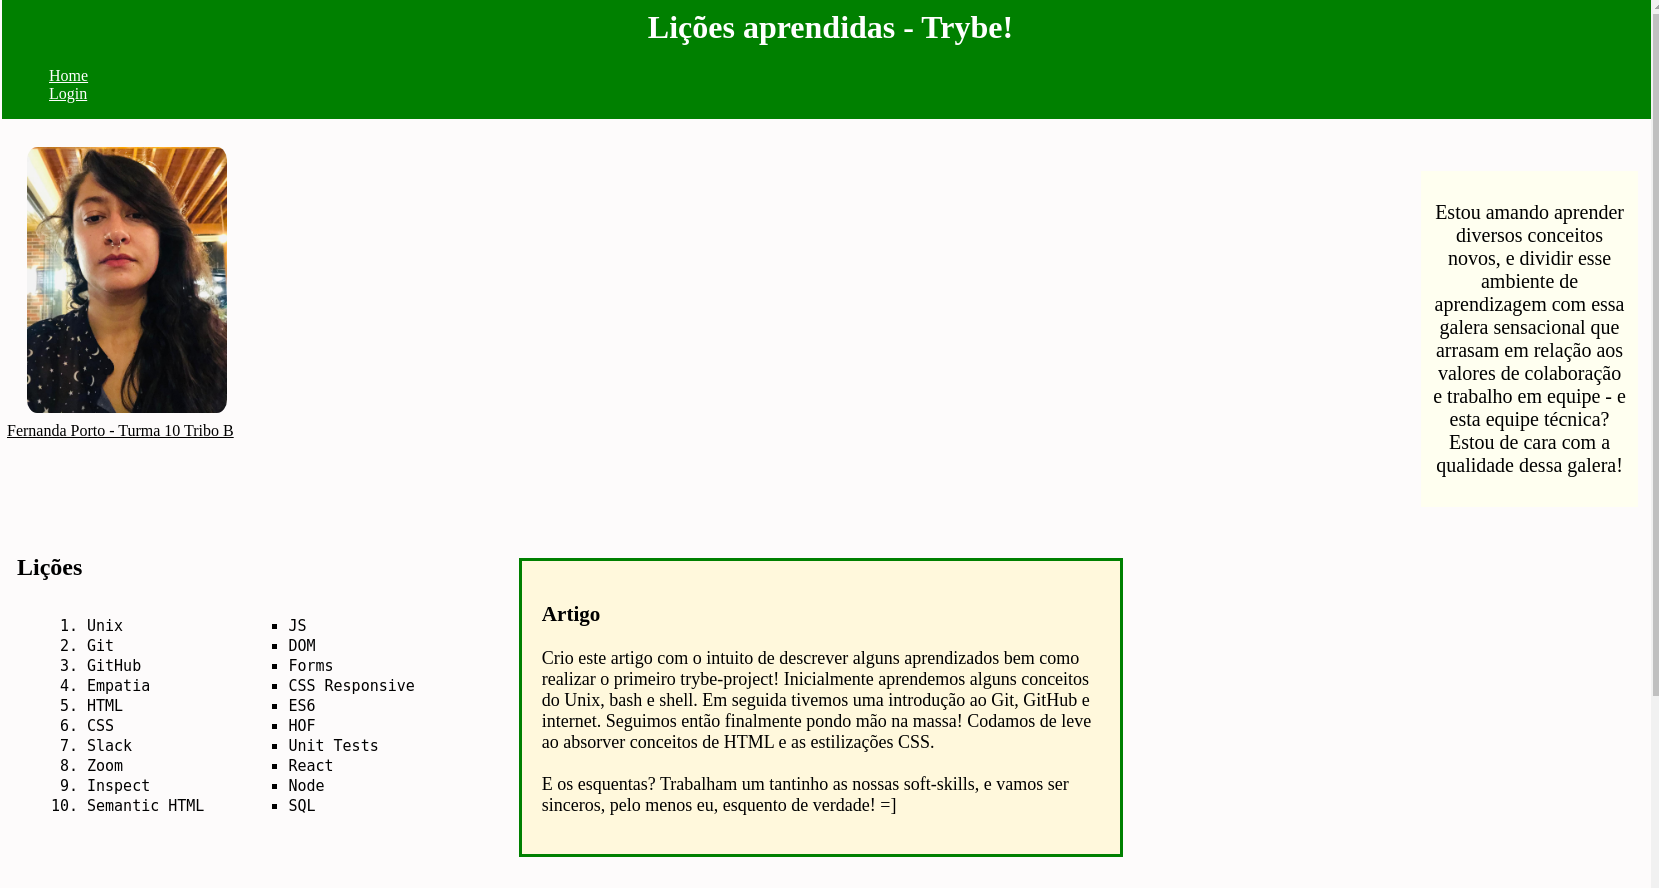 Lições aprendidas - Trybe!
Home
Login
Fernanda Porto - Turma 10 Tribo B
Estou amando aprender
diversos conceitos
novos, e dividir esse
ambiente de
aprendizagem com essa
galera sensacional que
arrasam em relação aos
valores de colaboração
e trabalho em equipe - e
esta equipe técnica?
Estou de cara com a
qualidade dessa galera!
Lições
1. Unix
2. Git
3. GitHub
4. Empatia
5. HTML
6. CSS
7. Slack
8. Zoom
9. Inspect
10. Semantic HTML
▪ JS
▪ DOM
▪ Forms
▪ CSS Responsive
▪ ES6
▪ HOF
▪ Unit Tests
▪ React
▪ Node
▪ SQL
Artigo
Crio este artigo com o intuito de descrever alguns aprendizados bem como
realizar o primeiro trybe-project! Inicialmente aprendemos alguns conceitos
do Unix, bash e shell. Em seguida tivemos uma introdução ao Git, GitHub e
internet. Seguimos então finalmente pondo mão na massa! Codamos de leve
ao absorver conceitos de HTML e as estilizações CSS.
E os esquentas? Trabalham um tantinho as nossas soft-skills, e vamos ser
sinceros, pelo menos eu, esquento de verdade! =]